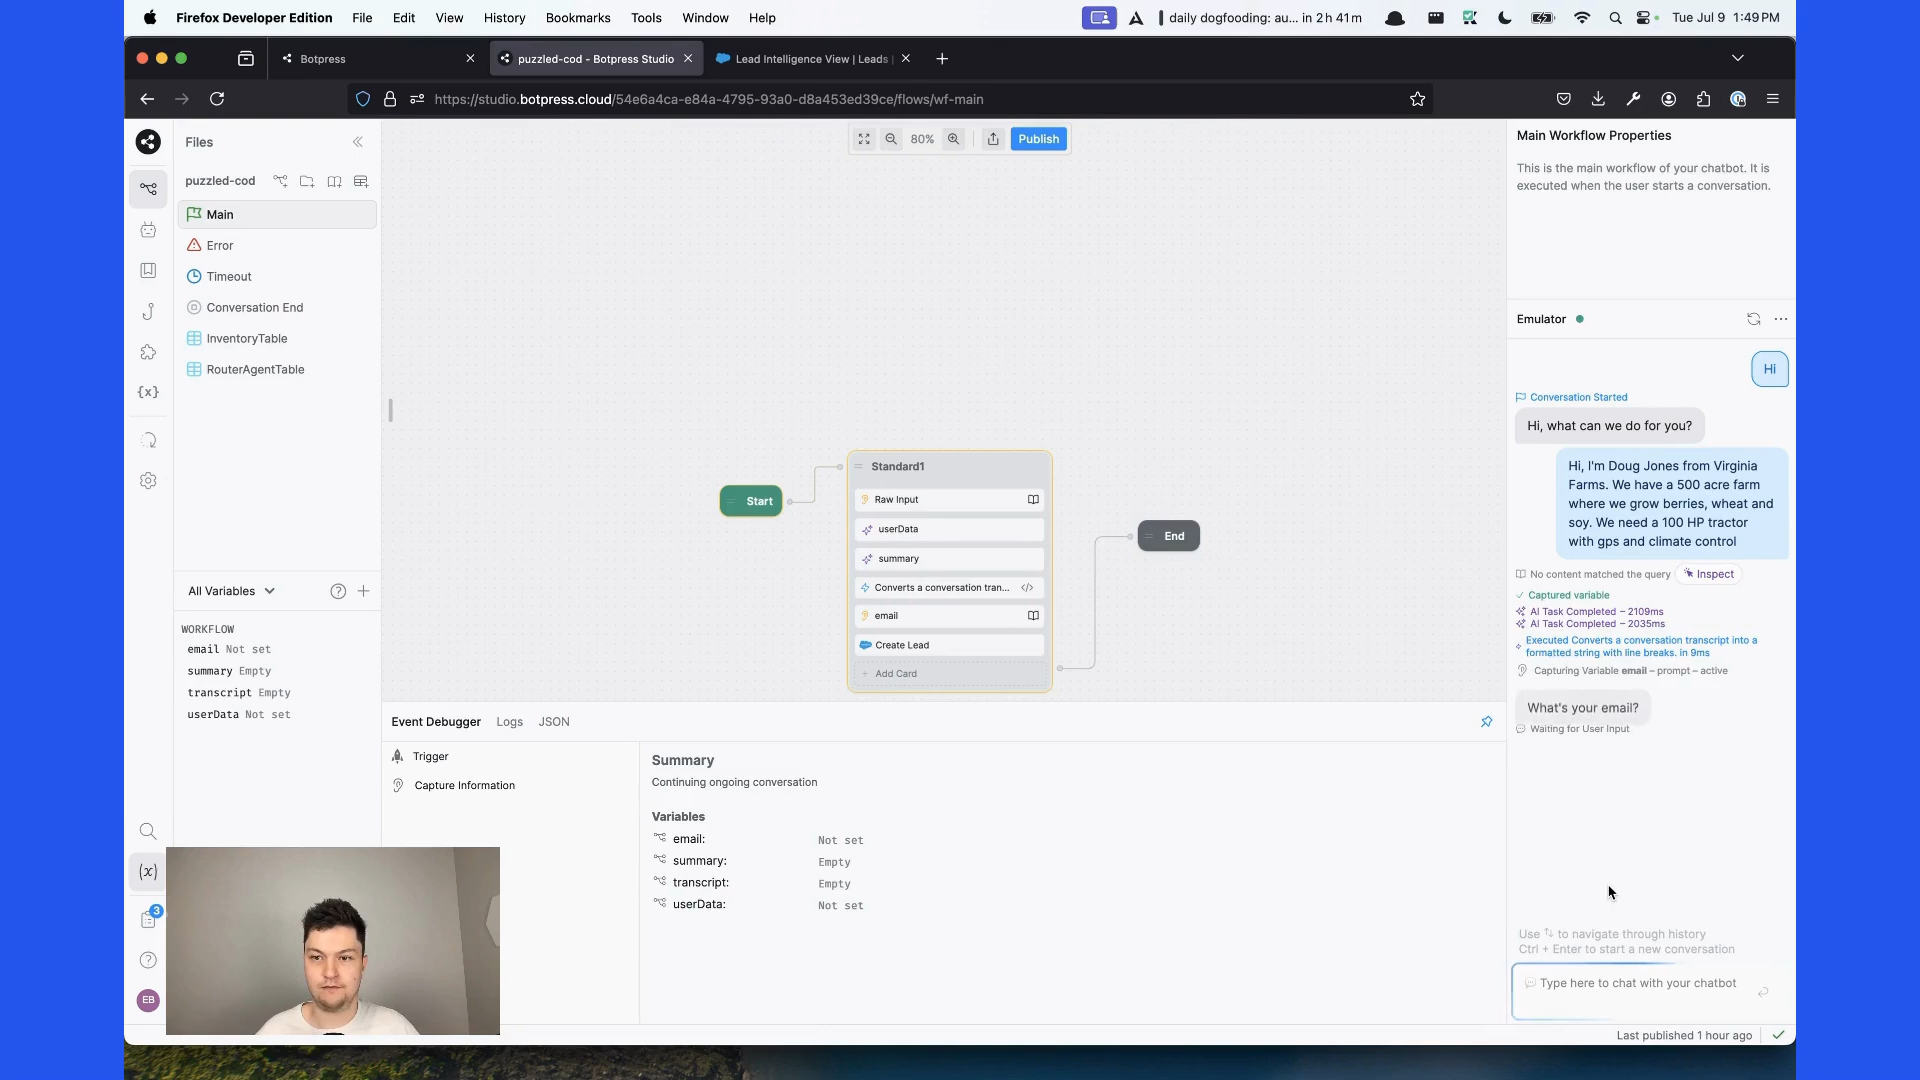 Firefox Developer Edition File Edit View History Bookmarks Tools Window Help
daily dogfooding: au... in 2 h 41 m
Tue Jul 9 1:49 PM
Botpress
puzzled-cod - Botpress Studio
Lead Intelligence View | Leads |
https://studio.botpress.cloud/54e6a4ca-e84a-4795-93a0-d8a453ed39ce/flows/wf-main
Files
puzzled-cod
Main
Error
Timeout
Conversation End
InventoryTable
RouterAgentTable
{x}
All Variables
WORKFLOW
email Not set
summary Empty
transcript Empty
userData Not set
(x)
3
EB
80%
Publish
Start
Standard1
Raw Input
userData
summary
Converts a conversation tran...
email
Create Lead
+ Add Card
End
Event Debugger Logs JSON
Trigger
Capture Information
Summary
Continuing ongoing conversation
Variables
email: Not set
summary: Empty
transcript: Empty
userData: Not set
Main Workflow Properties
This is the main workflow of your chatbot. It is
executed when the user starts a conversation.
Emulator
Hi
Conversation Started
Hi, what can we do for you?
Hi, I'm Doug Jones from Virginia
Farms. We have a 500 acre farm
where we grow berries, wheat and
soy. We need a 100 HP tractor
with gps and climate control
No content matched the query Inspect
Captured variable
AI Task Completed – 2109ms
AI Task Completed – 2035ms
Executed Converts a conversation transcript into a
formatted string with line breaks. in 9ms
Capturing Variable email – prompt – active
What's your email?
Waiting for User Input
Use ↑↓ to navigate through history
Ctrl + Enter to start a new conversation
Type here to chat with your chatbot
Last published 1 hour ago